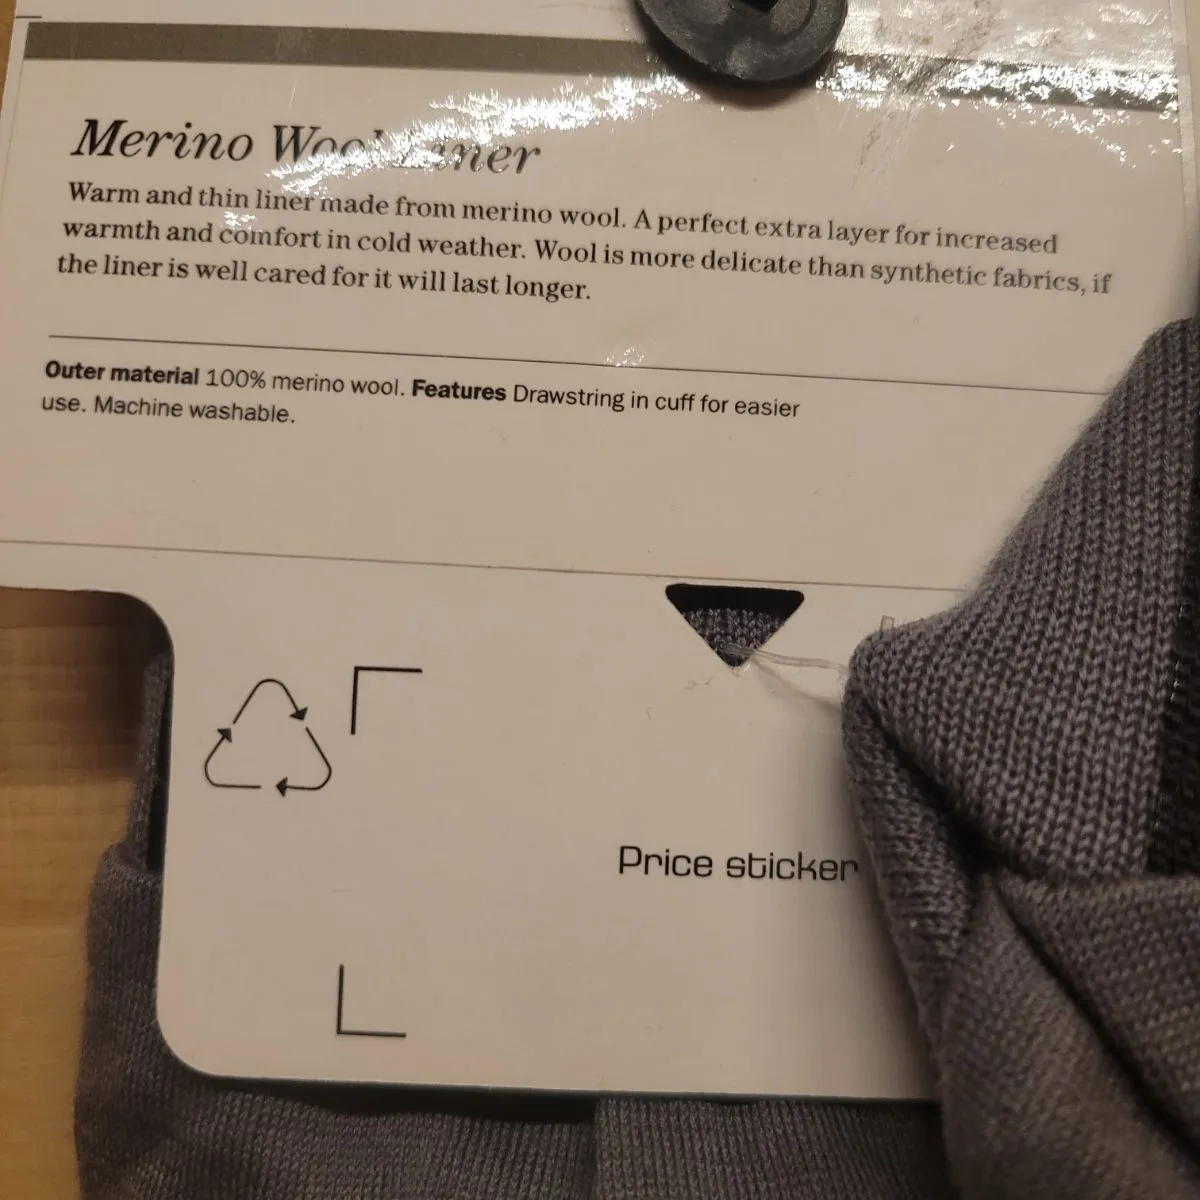 Merino Wool Liner
Warm and thin liner made from merino wool. A perfect extra layer for increased
warmth and comfort in cold weather. Wool is more delicate than synthetic fabrics, if
the liner is well cared for it will last longer.
Outer material 100% merino wool. Features Drawstring in cuff for easier
use. Machine washable.
Price sticker